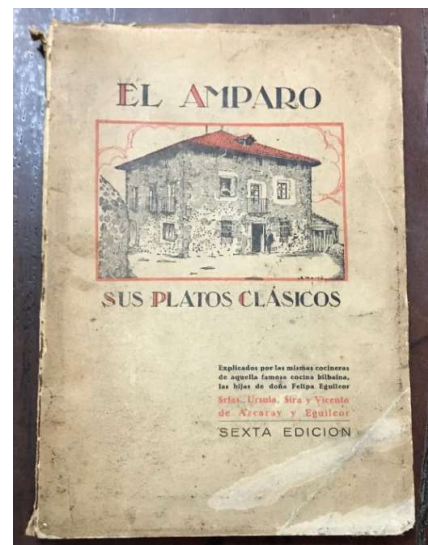 EL AMPARO
SUS PLATOS CLÁSICOS
Explicados por las mismas cocineras
de aquella famosa cocina bilbaína,
las hijas de doña Felipa Eguileor
Srtas. Ursula, Sira y Vicenta
de Azcaray y Eguileor
SEXTA EDICION